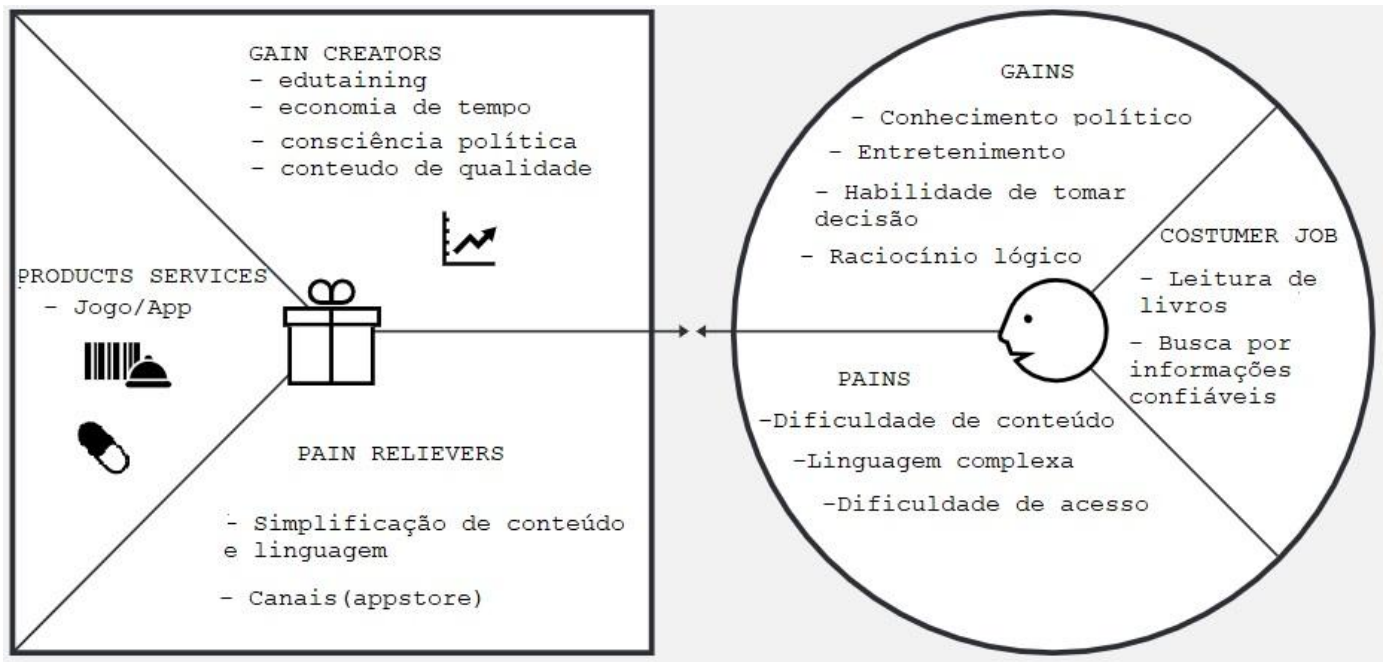 GAIN CREATORS
- edutaining
- economia de tempo
- consciência política
- conteudo de qualidade
PRODUCTS SERVICES
- Jogo/App
PAIN RELIEVERS
- Simplificação de conteúdo
e linguagem
- Canais(appstore)
GAINS
- Conhecimento político
- Entretenimento
- Habilidade de tomar
decisão
- Raciocínio lógico
COSTUMER JOB
- Leitura de
livros
- Busca por
informações
confiáveis
PAINS
-Dificuldade de conteúdo
-Linguagem complexa
-Dificuldade de acesso